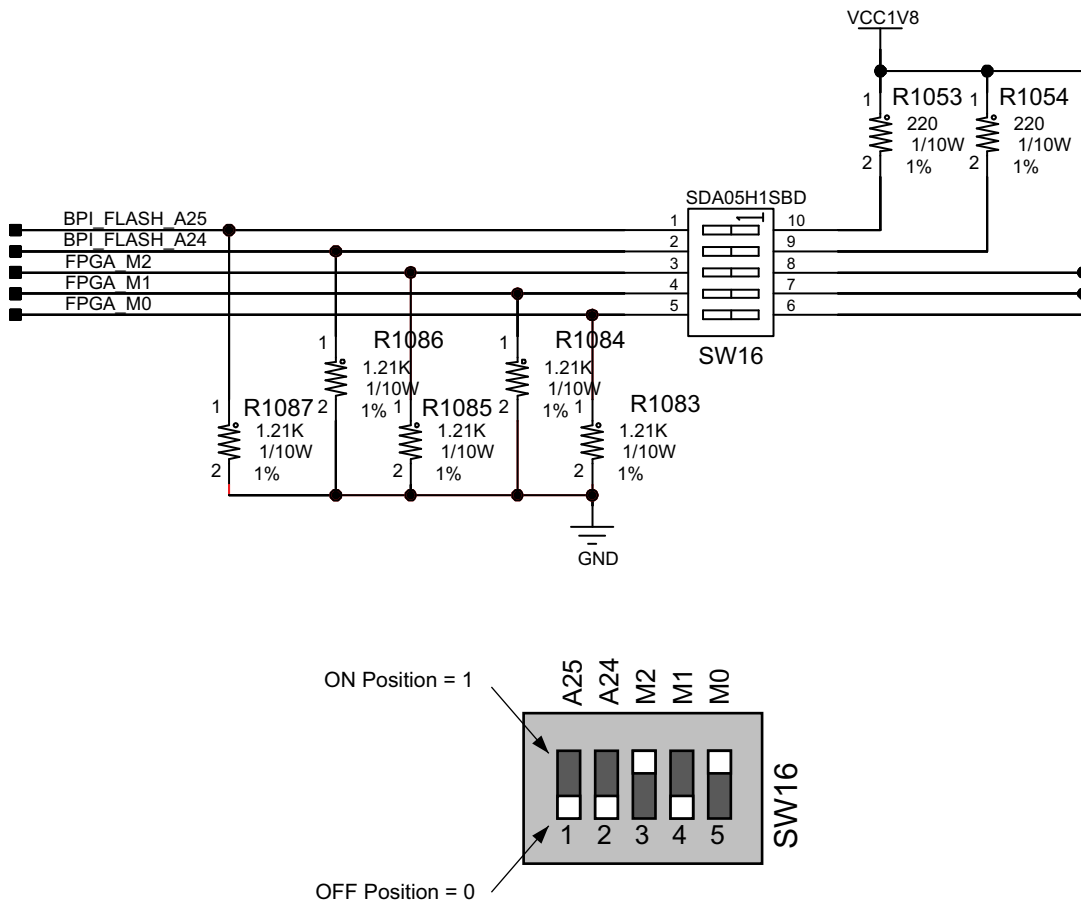 VCC1V8
1
R1053
220
1/10W
1%
2
1
R1054
220
1/10W
1%
2
SDA05H1SBD
BPI_FLASH_A25
1
10
BPI_FLASH_A24
2
9
FPGA_M2
3
8
FPGA_M1
4
7
FPGA_M0
5
6
SW16
1
R1086
1.21K
1/10W
1%
2
1
R1084
1.21K
1/10W
1%
2
1
R1087
1.21K
1/10W
1%
2
1
R1085
1.21K
1/10W
1%
2
1
R1083
1.21K
1/10W
1%
2
GND
ON Position = 1
A25
A24
M2
M1
M0
1 2 3 4 5
SW16
OFF Position = 0